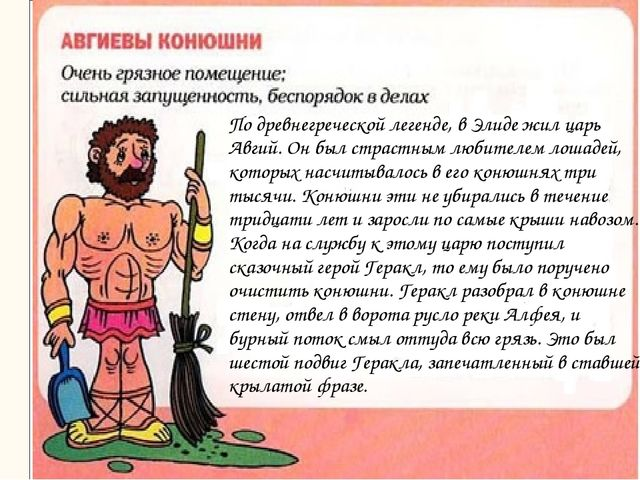 АВГИЕВЫ КОНЮШНИ
Очень грязное помещение;
сильная запущенность, беспорядок в делах
По древнегреческой легенде, в Элиде жил царь
Авгий. Он был страстным любителем лошадей,
которых насчитывалось в его конюшнях три
тысячи. Конюшни эти не убирались в течение
тридцати лет и заросли по самые крыши навозом.
Когда на службу к этому царю поступил
сказочный герой Геракл, то ему было поручено
очистить конюшни. Геракл разобрал в конюшне
стену, отвел в ворота русло реки Алфея, и
бурный поток смыл оттуда всю грязь. Это был
шестой подвиг Геракла, запечатленный в ставшей
крылатой фразе.